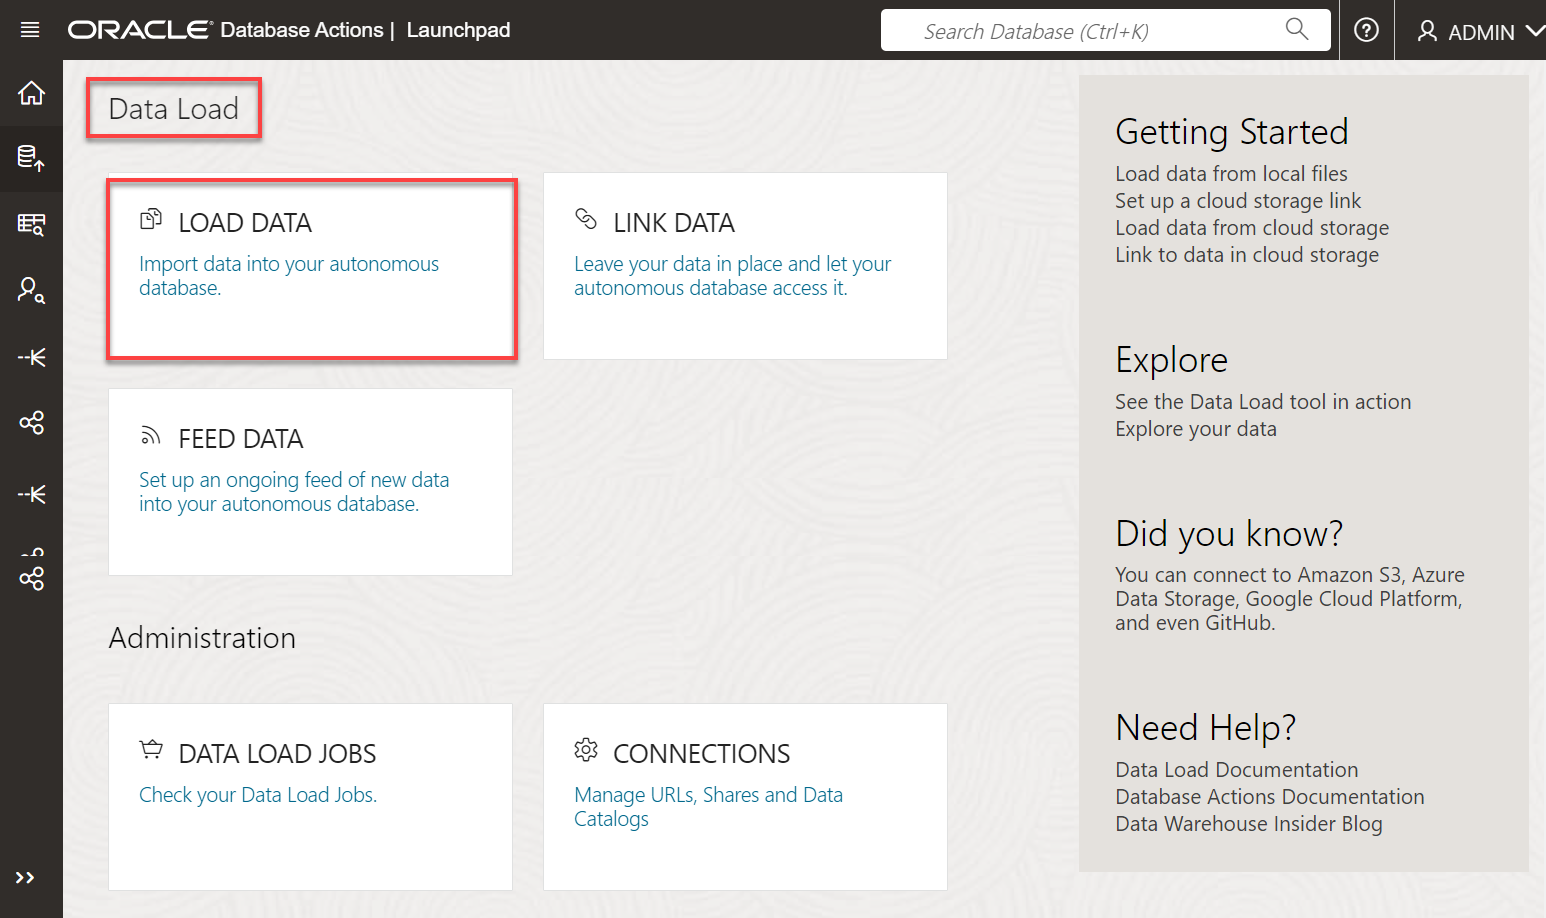 ORACLE® Database Actions | Launchpad
Search Database (Ctrl+K)
ADMIN
Data Load
LOAD DATA
Import data into your autonomous
database.
LINK DATA
Leave your data in place and let your
autonomous database access it.
FEED DATA
Set up an ongoing feed of new data
into your autonomous database.
Administration
DATA LOAD JOBS
Check your Data Load Jobs.
CONNECTIONS
Manage URLs, Shares and Data
Catalogs
Getting Started
Load data from local files
Set up a cloud storage link
Load data from cloud storage
Link to data in cloud storage
Explore
See the Data Load tool in action
Explore your data
Did you know?
You can connect to Amazon S3, Azure
Data Storage, Google Cloud Platform,
and even GitHub.
Need Help?
Data Load Documentation
Database Actions Documentation
Data Warehouse Insider Blog